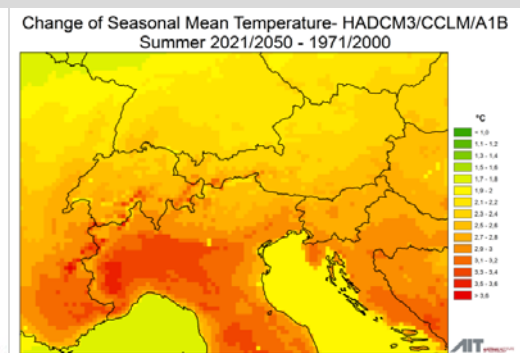 Change of Seasonal Mean Temperature- HADCM3/CCLM/A1B
Summer 2021/2050 - 1971/2000
°C
< 1,0
1,1 - 1,2
1,3 - 1,4
1,5 - 1,6
1,7 - 1,8
1,9 - 2
2,1 - 2,2
2,3 - 2,4
2,5 - 2,6
2,7 - 2,8
2,9 - 3
3,1 - 3,2
3,3 - 3,4
3,5 - 3,6
> 3,6
AIT